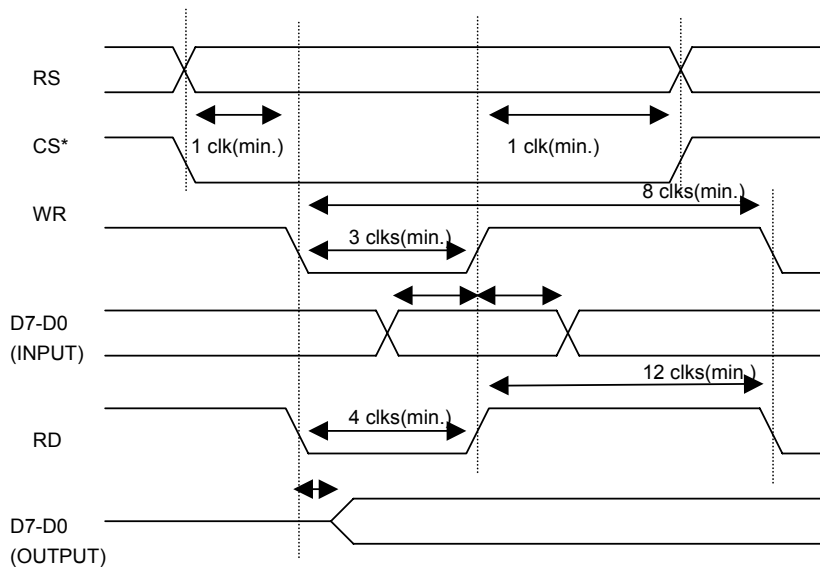 RS
1 clk(min.)
1 clk(min.)
CS*
8 clks(min.)
WR
3 clks(min.)
D7-D0
(INPUT)
12 clks(min.)
4 clks(min.)
RD
D7-D0
(OUTPUT)